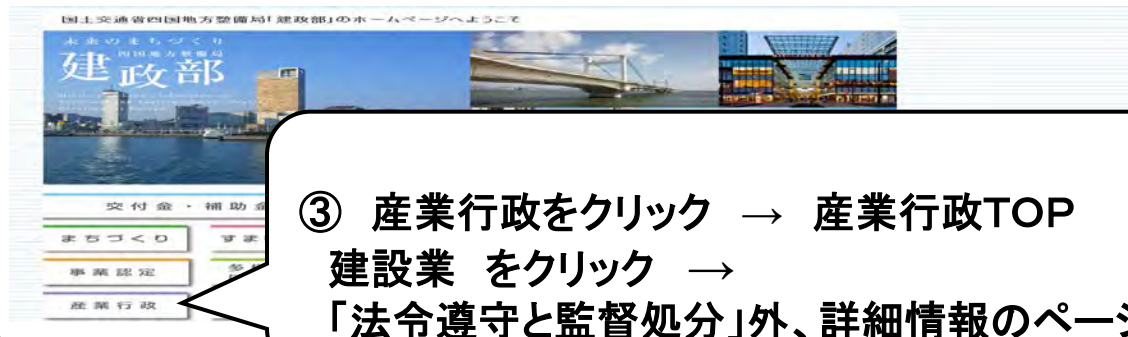 国土交通省四国地方整備局「建政部」のホームページへようこそ
未来のまちづくり
四国地方整備局
建政部
交付金・補助金
まちづくり
すま
事業認定
産業行政
③ 産業行政をクリック → 産業行政TOP
建設業 をクリック →
「法令遵守と監督処分」外、詳細情報のページ